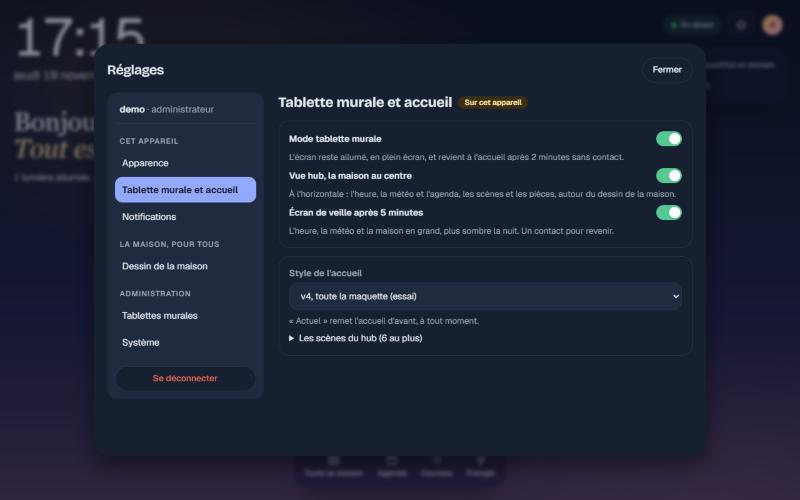 17:15
jeudi 19 novem
Bonjou
Tout es
1 lumière allumée
En direct
Réglages
Fermer
demo · administrateur
CET APPAREIL
Apparence
Tablette murale et accueil
Notifications
LA MAISON, POUR TOUS
Dessin de la maison
ADMINISTRATION
Tablettes murales
Système
Se déconnecter
Tablette murale et accueil
Sur cet appareil
Mode tablette murale
L'écran reste allumé, en plein écran, et revient à l'accueil après 2 minutes sans contact.
Vue hub, la maison au centre
À l'horizontale : l'heure, la météo et l'agenda, les scènes et les pièces, autour du dessin de la maison.
Écran de veille après 5 minutes
L'heure, la météo et la maison en grand, plus sombre la nuit. Un contact pour revenir.
Style de l'accueil
v4, toute la maquette (essai)
« Actuel » remet l'accueil d'avant, à tout moment.
Les scènes du hub (6 au plus)
Toute la maison
Agenda
Courses
Énergie